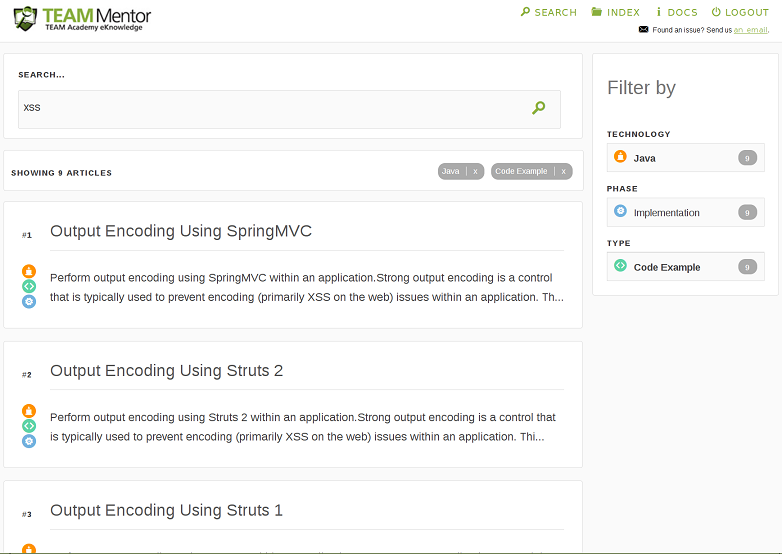 TEAM Mentor
TEAM Academy eKnowledge
SEARCH INDEX DOCS LOGOUT
Found an issue? Send us an email.
SEARCH...
XSS
SHOWING 9 ARTICLES
Java x Code Example x
#1 Output Encoding Using SpringMVC
Perform output encoding using SpringMVC within an application.Strong output encoding is a control
that is typically used to prevent encoding (primarily XSS on the web) issues within an application. Th...
#2 Output Encoding Using Struts 2
Perform output encoding using Struts 2 within an application.Strong output encoding is a control that
is typically used to prevent encoding (primarily XSS on the web) issues within an application. Thi...
#3 Output Encoding Using Struts 1
Filter by
TECHNOLOGY
Java 9
PHASE
Implementation 9
TYPE
Code Example 9